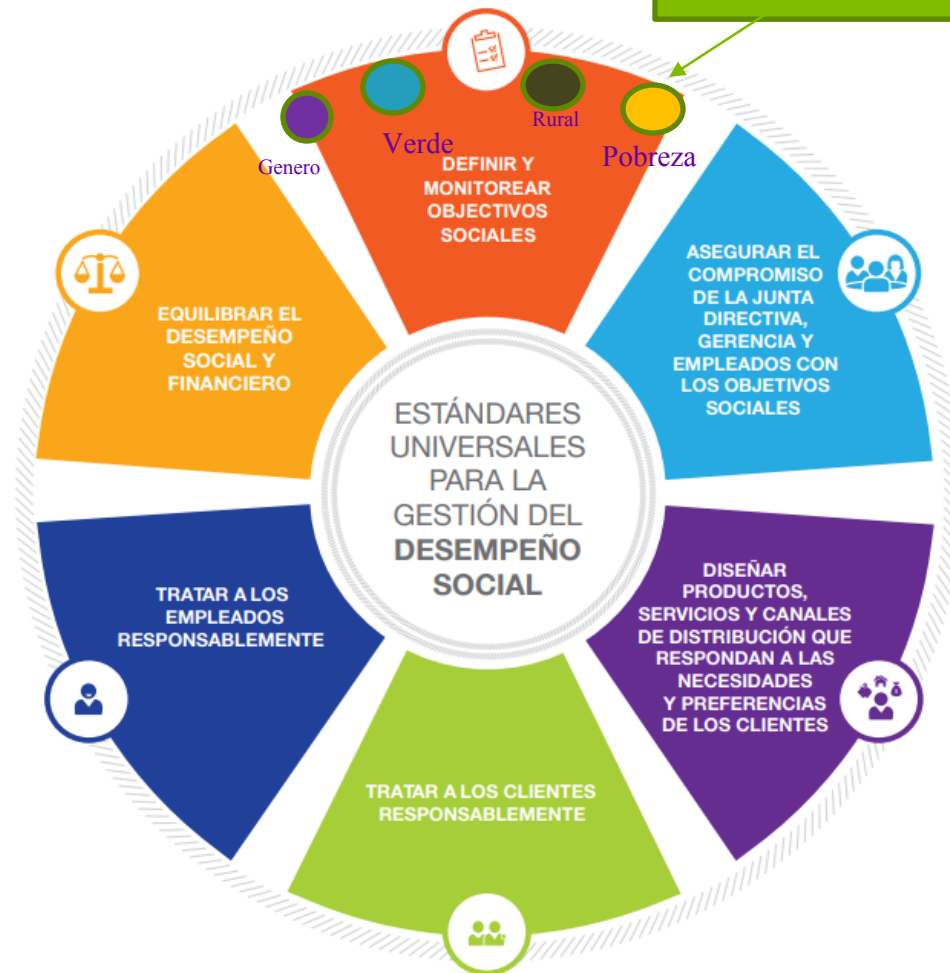 Genero
Verde
Rural
Pobreza
DEFINIR Y
MONITOREAR
OBJECTIVOS
SOCIALES
ASEGURAR EL
COMPROMISO
DE LA JUNTA
DIRECTIVA,
GERENCIA Y
EMPLEADOS CON
LOS OBJETIVOS
SOCIALES
DISEÑAR
PRODUCTOS,
SERVICIOS Y CANALES
DE DISTRIBUCIÓN QUE
RESPONDAN A LAS
NECESIDADES
Y PREFERENCIAS
DE LOS CLIENTES
TRATAR A LOS CLIENTES
RESPONSABLEMENTE
TRATAR A LOS
EMPLEADOS
RESPONSABLEMENTE
EQUILIBRAR EL
DESEMPEÑO
SOCIAL Y
FINANCIERO
ESTÁNDARES
UNIVERSALES
PARA LA
GESTIÓN DEL
DESEMPEÑO
SOCIAL